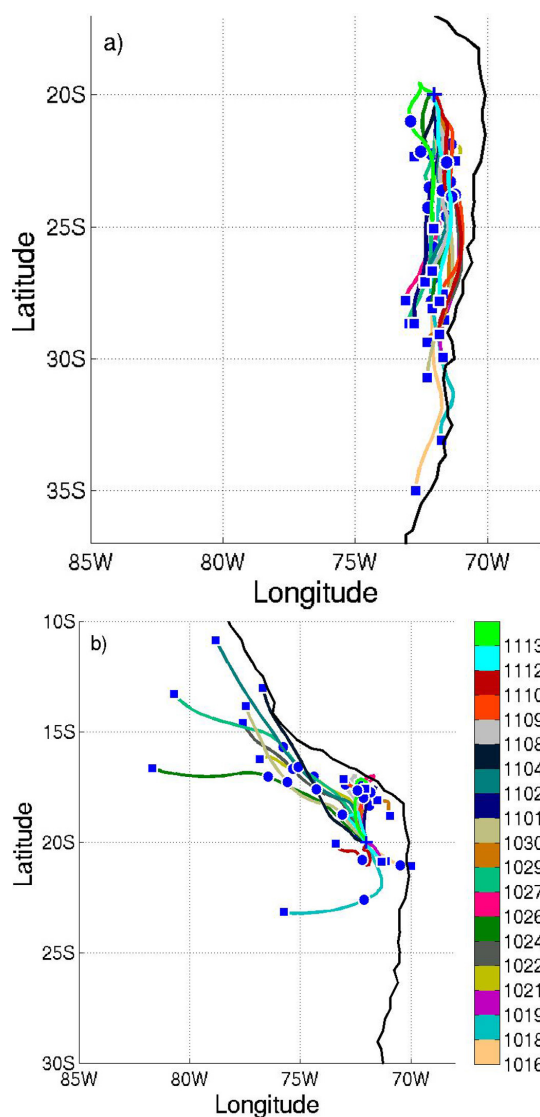 a)
20S
25S
30S
35S
Latitude
85W 80W 75W 70W
Longitude
b)
10S
15S
20S
25S
30S
Latitude
85W 80W 75W 70W
Longitude
1113
1112
1110
1109
1108
1102
1101
1030
1029
1027
1026
1024
1022
1021
1019
1018
1016